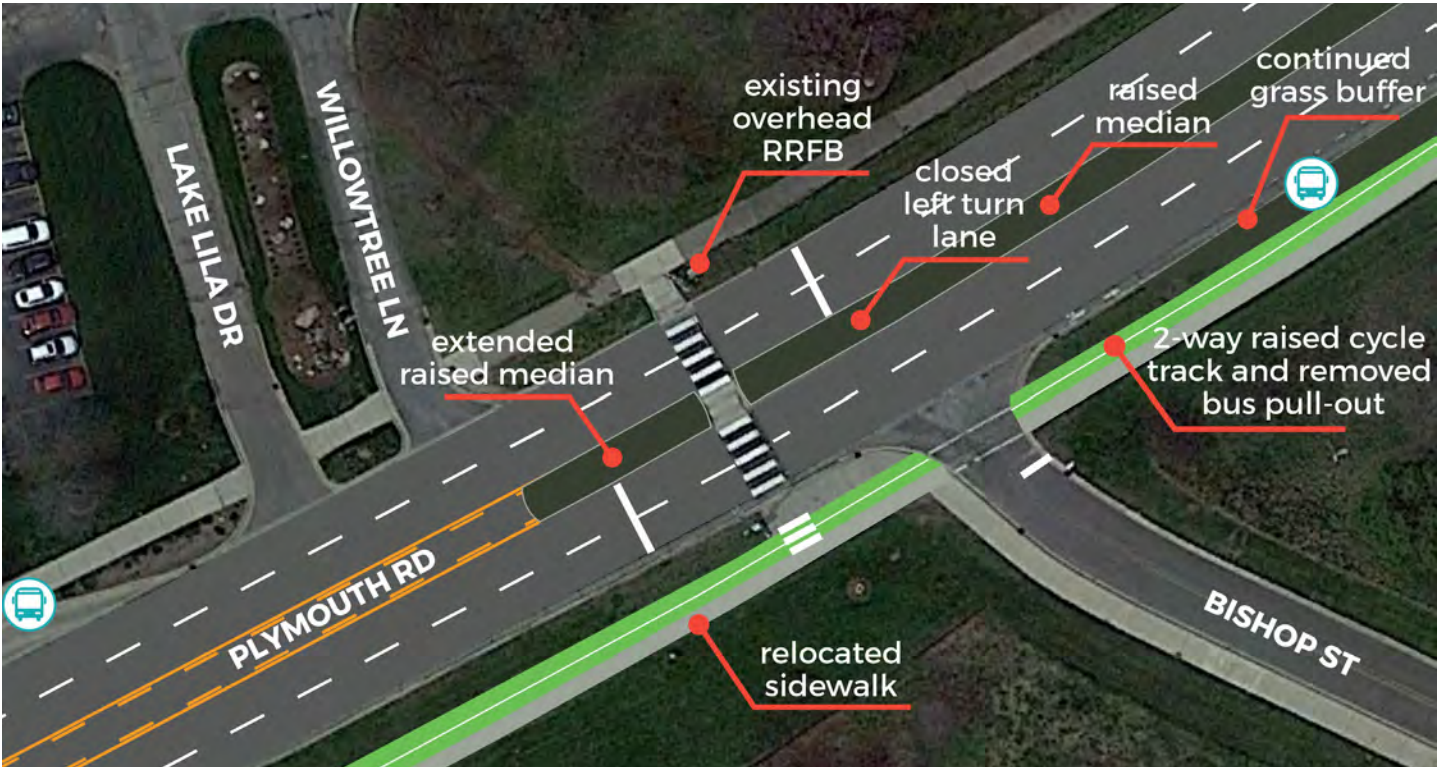 existing
overhead
RRFB
raised
median
continued
grass buffer
closed
left turn
lane
LAKE LILA DR
WILLOWTREE LN
extended
raised median
2-way raised cycle
track and removed
bus pull-out
PLYMOUTH RD
BISHOP ST
relocated
sidewalk